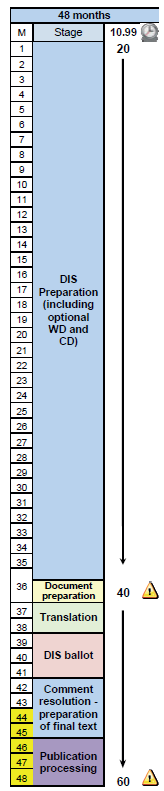 48 months
M Stage 10.99
1 20
2
3
4
5
6
7
8
9
10
11
12
13
14
15
16 DIS
17 Preparation
18 (including
19 optional
20 WD and
21 CD)
22
23
24
25
26
27
28
29
30
31
32
33
34
35
36 Document preparation 40
37 Translation
38
39
40 DIS ballot
41
42 Comment
43 resolution -
44 preparation
45 of final text
46
47 Publication processing
48 60